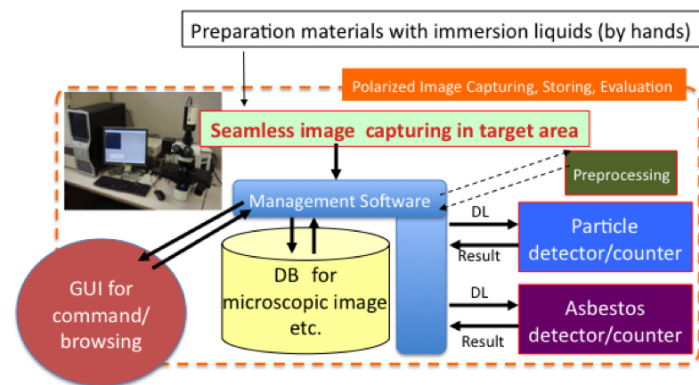 Preparation materials with immersion liquids (by hands)
Polarized Image Capturing, Storing, Evaluation
Seamless image capturing in target area
Preprocessing
Management Software
DL
Particle
detector/counter
Result
DB for
microscopic image
etc.
GUI for
command/
browsing
DL
Asbestos
detector/counter
Result